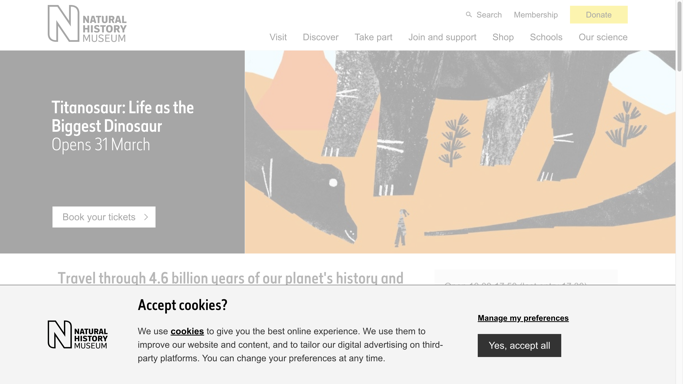 NATURAL
HISTORY
MUSEUM
Search
Membership
Donate
Visit
Discover
Take part
Join and support
Shop
Schools
Our science
Titanosaur: Life as the
Biggest Dinosaur
Opens 31 March
Book your tickets
Travel through 4.6 billion years of our planet's history and
Accept cookies?
NATURAL
HISTORY
MUSEUM
We use cookies to give you the best online experience. We use them to
improve our website and content, and to tailor our digital advertising on third-
party platforms. You can change your preferences at any time.
Manage my preferences
Yes, accept all